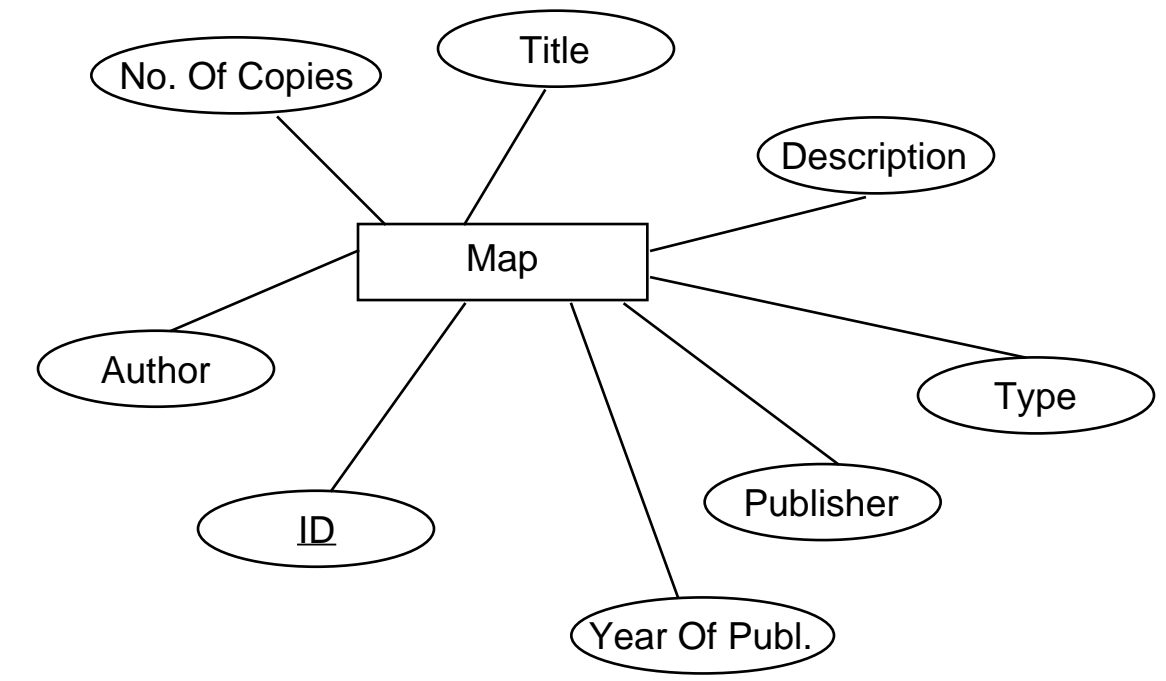 Title
No. Of Copies
Description
Map
Author
Type
Publisher
ID
Year Of Publ.